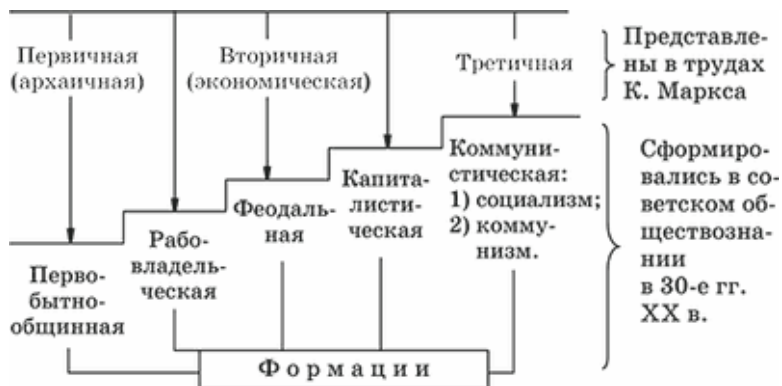 Первичная
(архаичная)
Вторичная
(экономическая)
Третичная
Представле-
ны в трудах
К. Маркса
Перво-
бытно-
общинная
Рабо-
владель-
ческая
Феодаль-
ная
Капита-
листи-
ческая
Коммуни-
стическая:
1) социализм;
2) комму-
низм.
Сформиро-
вались в со-
ветском об-
ществозна-
нии
в 30-е гг.
XX в.
Формации